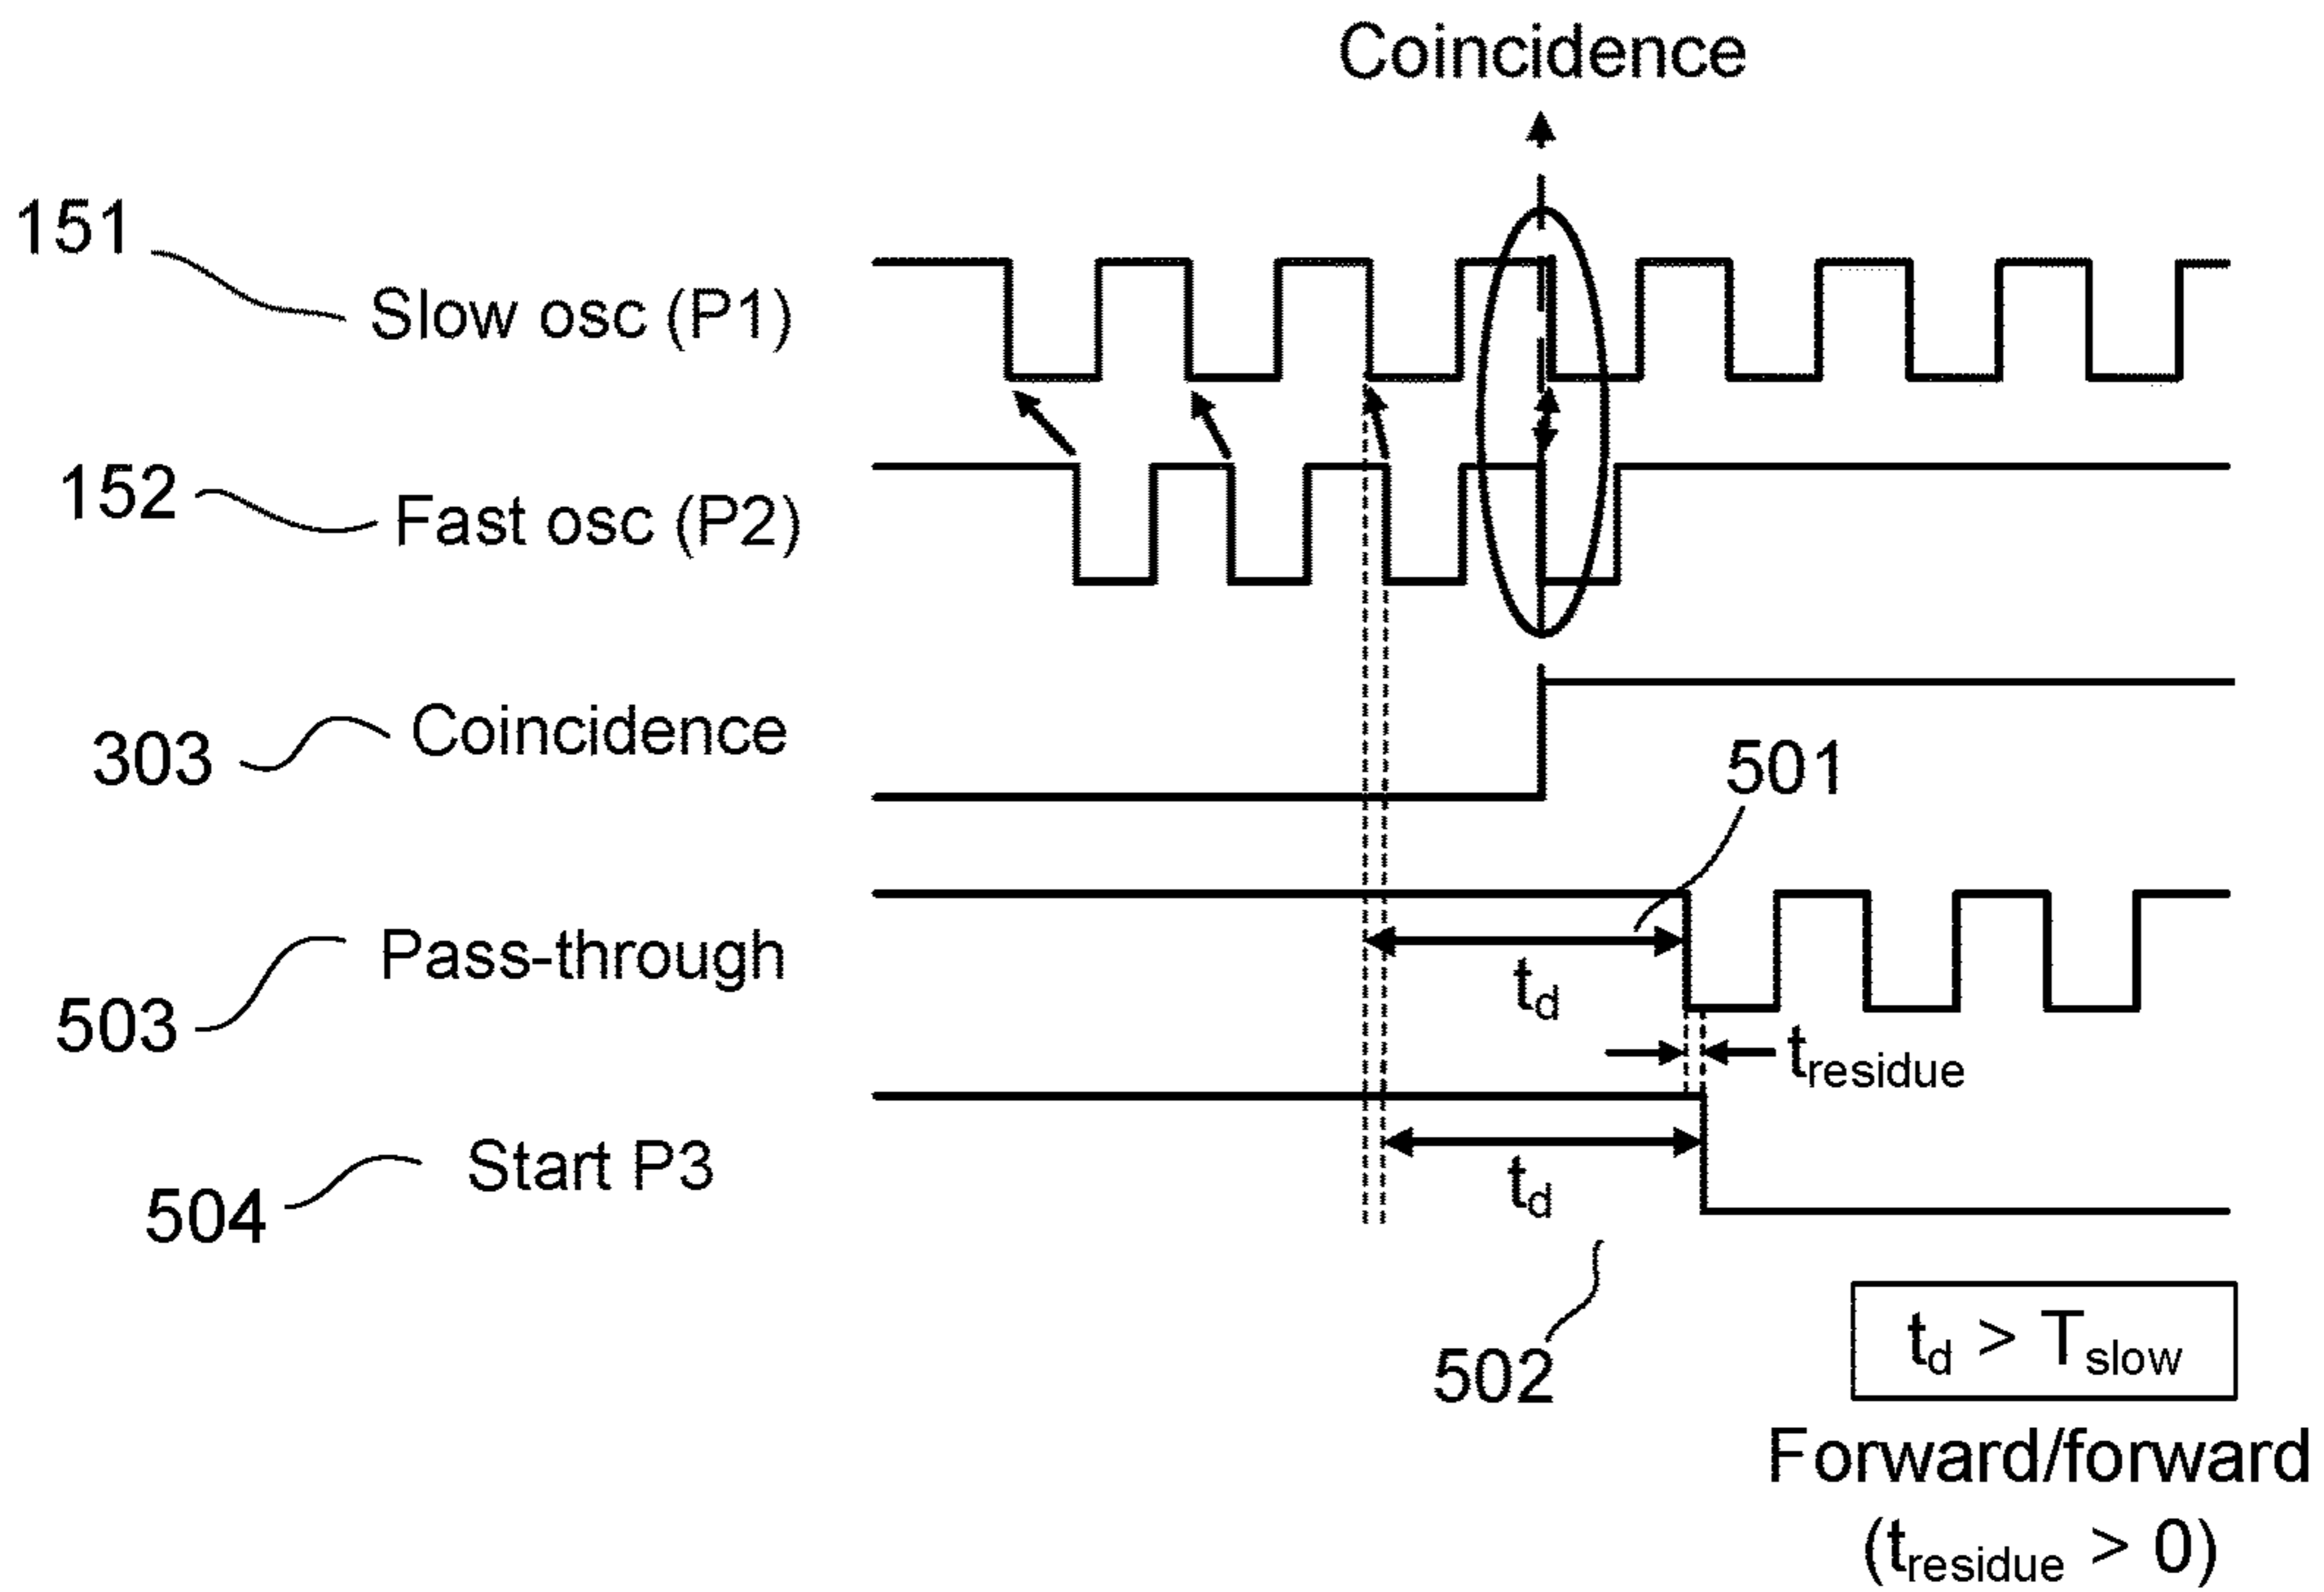 Coincidence
151
Slow osc (P1)
152
Fast osc (P2)
303
Coincidence
501
503
Pass-through
td
tresidue
504
Start P3
td
502
td > Tslow
Forward/forward
(tresidue > 0)